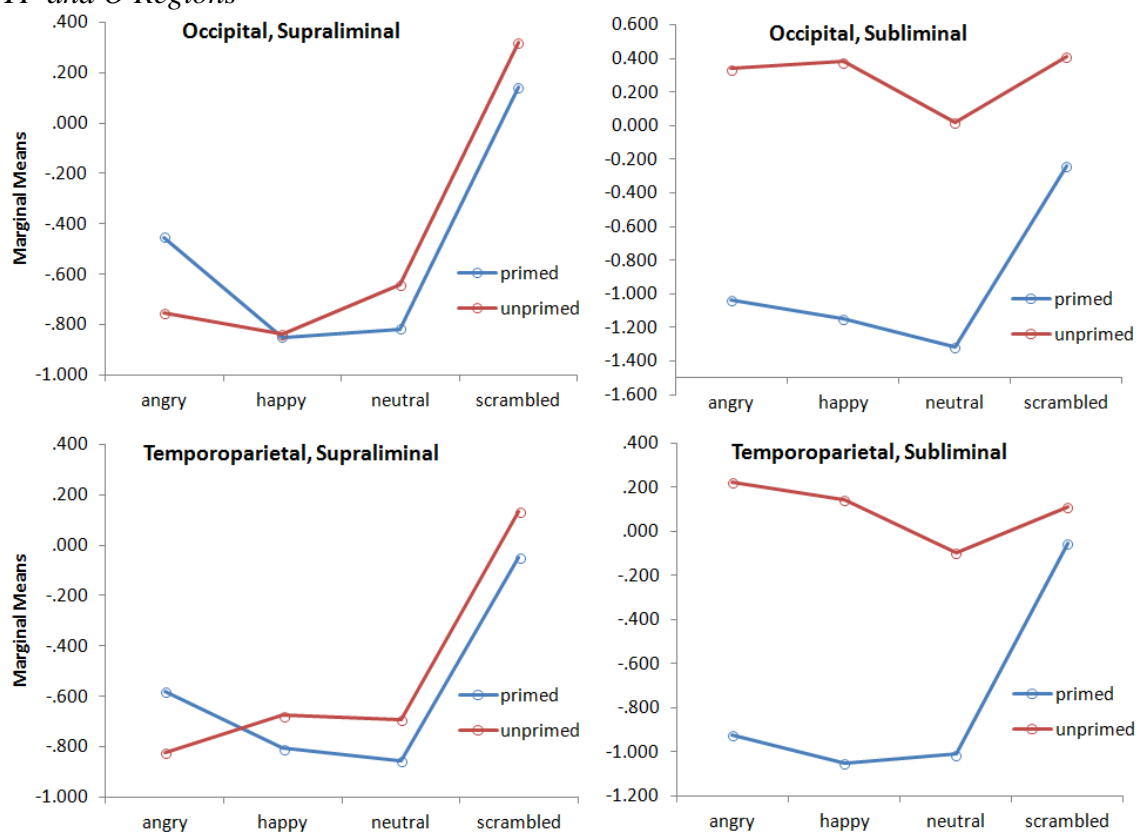 and O Regions
Occipital, Supraliminal
Marginal Means
.400
.200
.000
-.200
-.400
-.600
-.800
-1.000
primed
unprimed
angry happy neutral scrambled
Occipital, Subliminal
0.600
0.400
0.200
0.000
-0.200
-0.400
-0.600
-0.800
-1.000
-1.200
-1.400
-1.600
primed
unprimed
angry happy neutral scrambled
Temporoparietal, Supraliminal
Marginal Means
.400
.200
.000
-.200
-.400
-.600
-.800
-1.000
primed
unprimed
angry happy neutral scrambled
Temporoparietal, Subliminal
.400
.200
.000
-.200
-.400
-.600
-.800
-1.000
-1.200
primed
unprimed
angry happy neutral scrambled